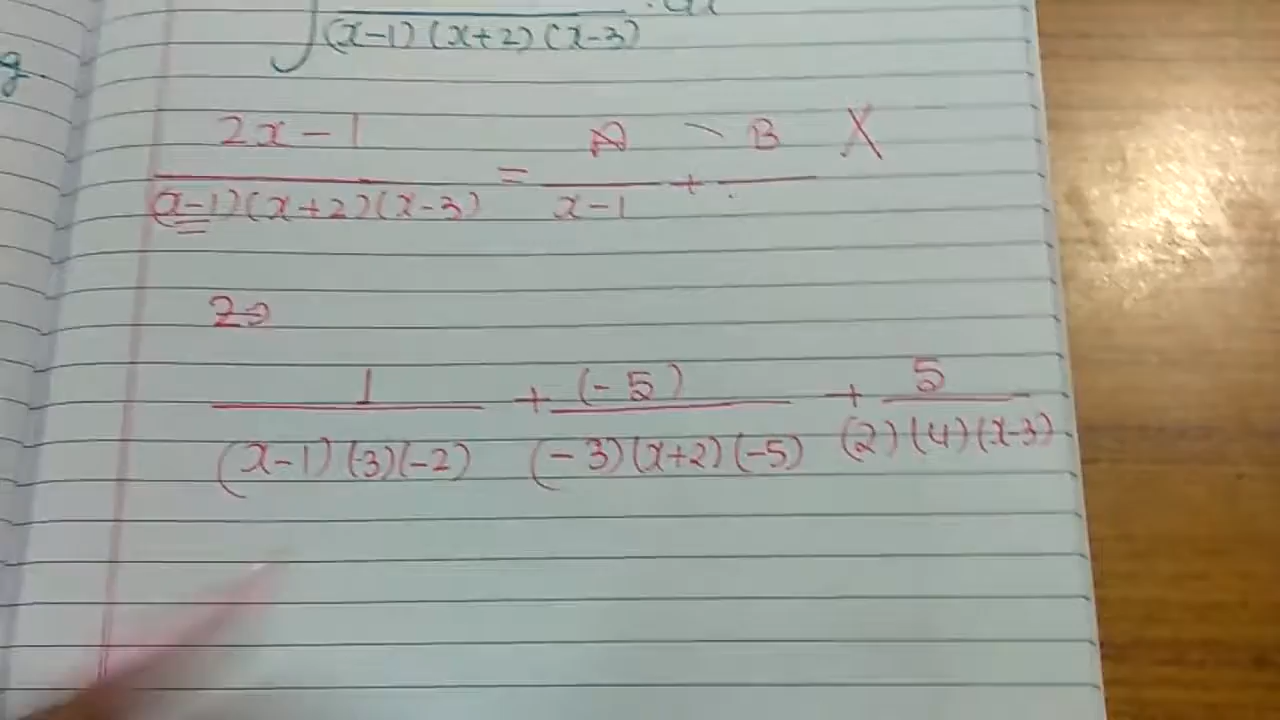 ∫ (x-1)(x+2)(x-3)
2x-1 / (x-1)(x+2)(x-3) = A / x-1 + B / X
1 / (x-1)(3)(-2) + (-5) / (-3)(x+2)(-5) + 5 / (2)(4)(x-3)